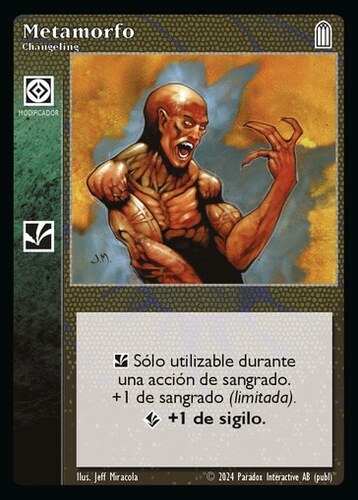 Metamorfo
Changeling
MODIFICADOR
J.M.
Sólo utilizable durante
una acción de sangrado.
+1 de sangrado (limitada).
+1 de sigilo.
Ilus. Jeff Miracola
© 2024 Paradox Interactive AB (publ)